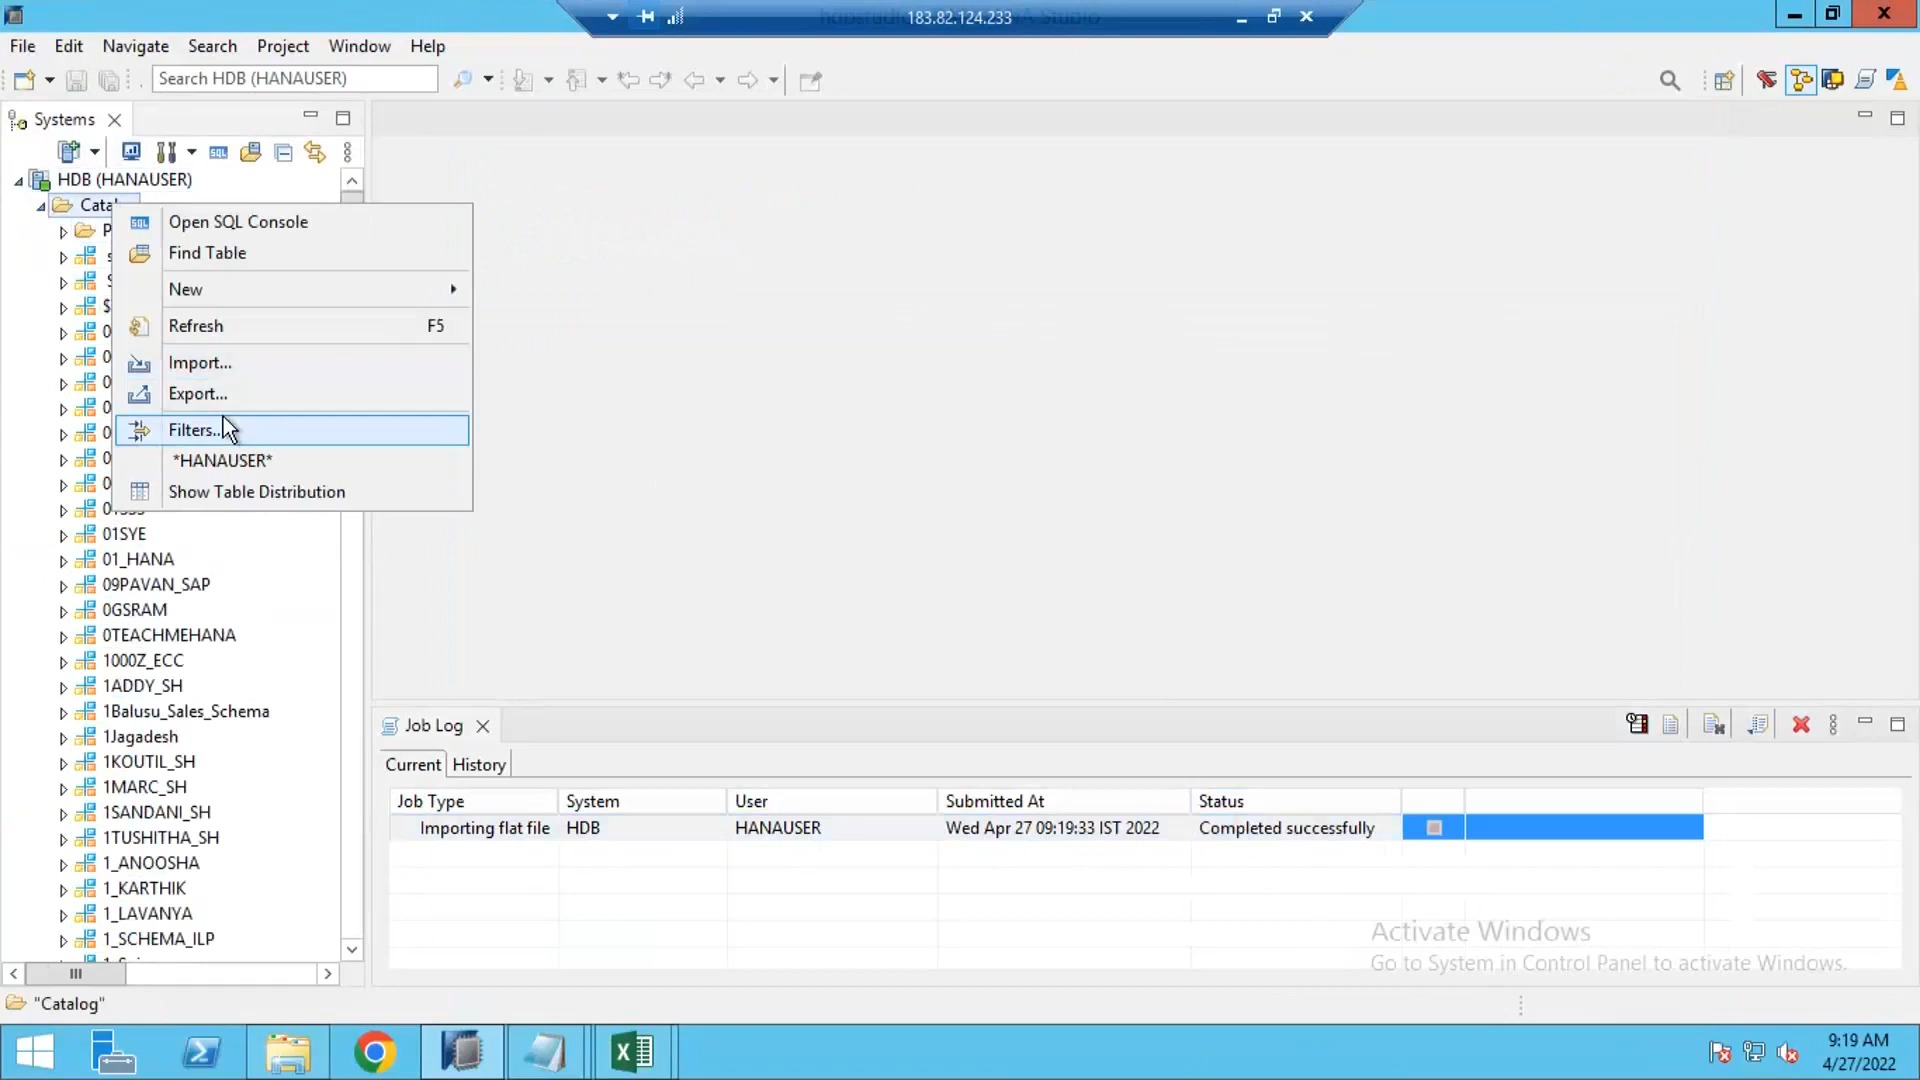 183.82.124.233
File Edit Navigate Search Project Window Help
Search HDB (HANAUSER)
Systems
HDB (HANAUSER)
Open SQL Console
Find Table
New
Refresh F5
Import...
Export...
Filters...
*HANAUSER*
Show Table Distribution
01SYE
01_HANA
09PAVAN_SAP
0GSRAM
0TEACHMEHANA
1000Z_ECC
1ADDY_SH
1Balusu_Sales_Schema
1Jagadesh
1KOUTIL_SH
1MARC_SH
1SANDANI_SH
1TUSHITHA_SH
1_ANOOSHA
1_KARTHIK
1_LAVANYA
1_SCHEMA_ILP
Job Log
Current History
Job Type System User Submitted At Status
Importing flat file HDB HANAUSER Wed Apr 27 09:19:33 IST 2022 Completed successfully
Activate Windows
Go to System in Control Panel to activate Windows.
"Catalog"
9:19 AM
4/27/2022